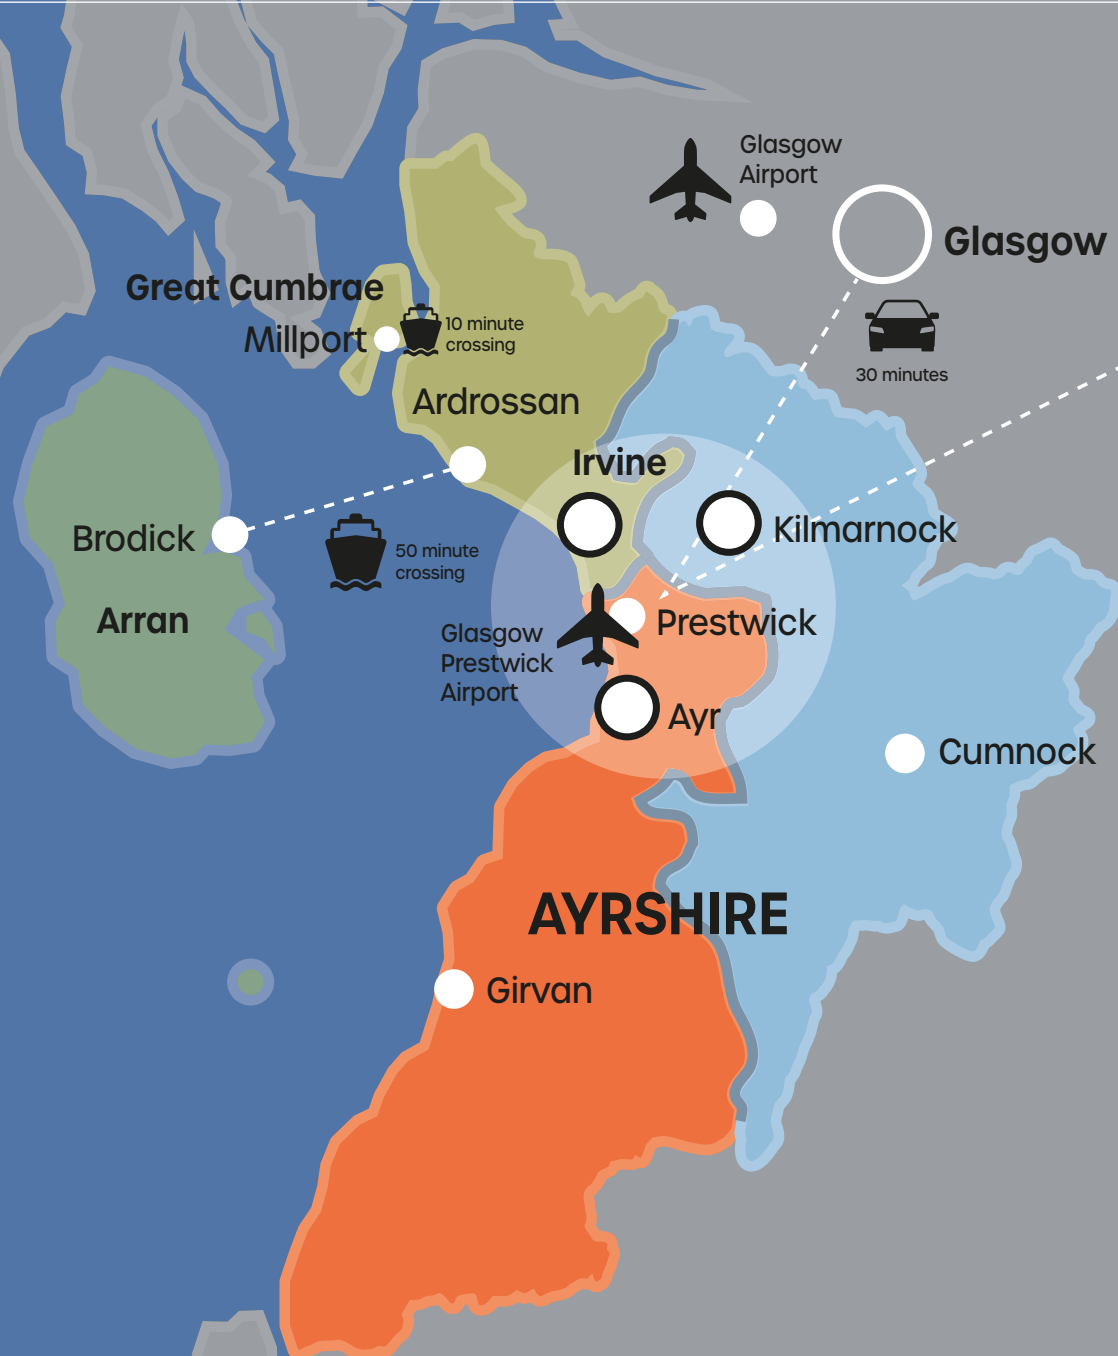 Glasgow
Airport
Glasgow
Great Cumbrae
10 minute
crossing
Millport
30 minutes
Ardrossan
Irvine
Brodick
Kilmarnock
50 minute
crossing
Arran
Prestwick
Glasgow
Prestwick
Airport
Ayr
Cumnock
AYRSHIRE
Girvan